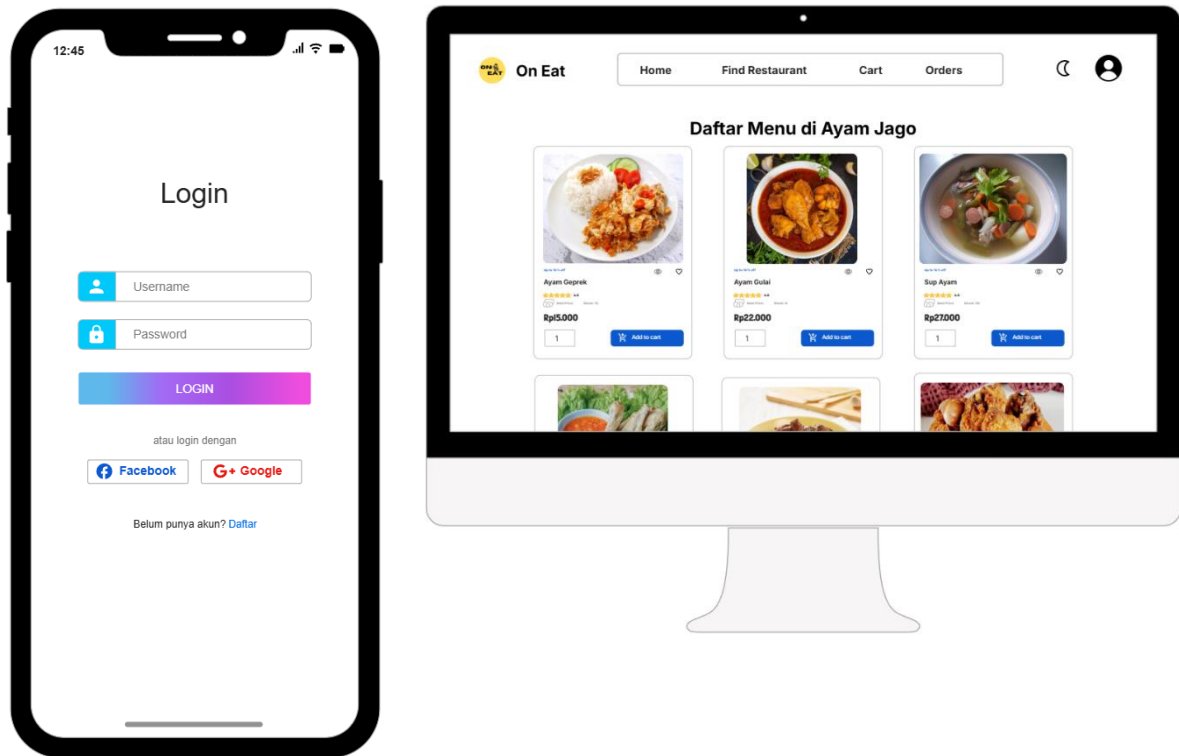 12:45
Login
Username
Password
LOGIN
atau login dengan
Facebook
G+ Google
Belum punya akun? Daftar
ON EAT
On Eat
Home
Find Restaurant
Cart
Orders
Daftar Menu di Ayam Jago
Ayam Geprek
Rp15.000
1
Add to cart
Ayam Gulai
Rp22.000
1
Add to cart
Sup Ayam
Rp27.000
1
Add to cart